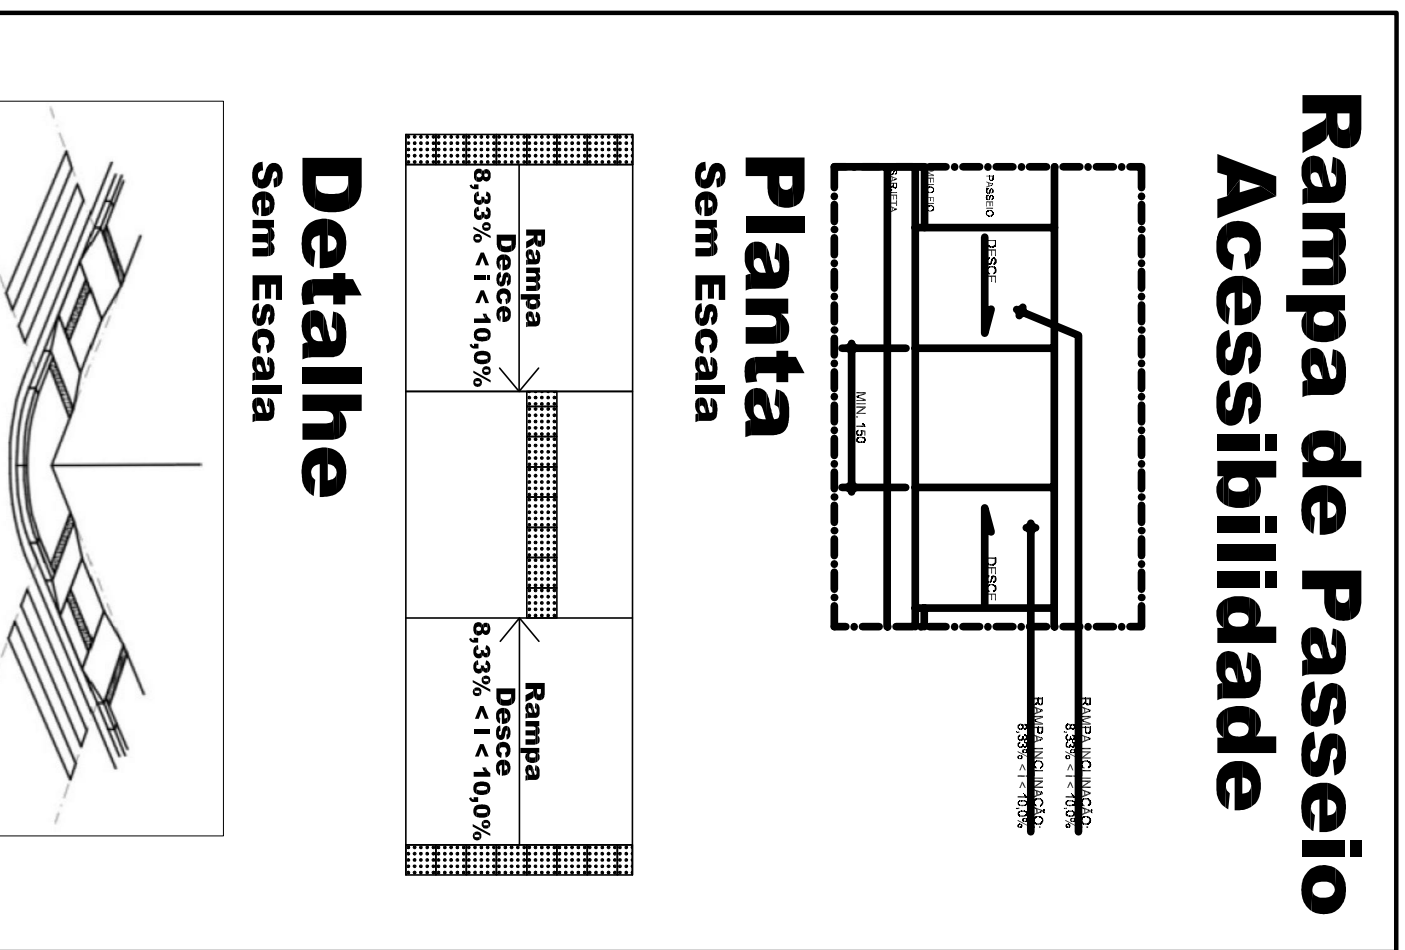 Rampa de Passeio
Acessibilidade
RAMPA INCLINAÇÃO:
8,33% < i < 10,0%
RAMPA INCLINAÇÃO:
8,33% < i < 10,0%
PASSEIO
DESCE
DESCE
MEIO FIO
SARJETA
MIN. 150
Planta
Sem Escala
Rampa
Desce
8,33% < i < 10,0%
Rampa
Desce
8,33% < i < 10,0%
Detalhe
Sem Escala